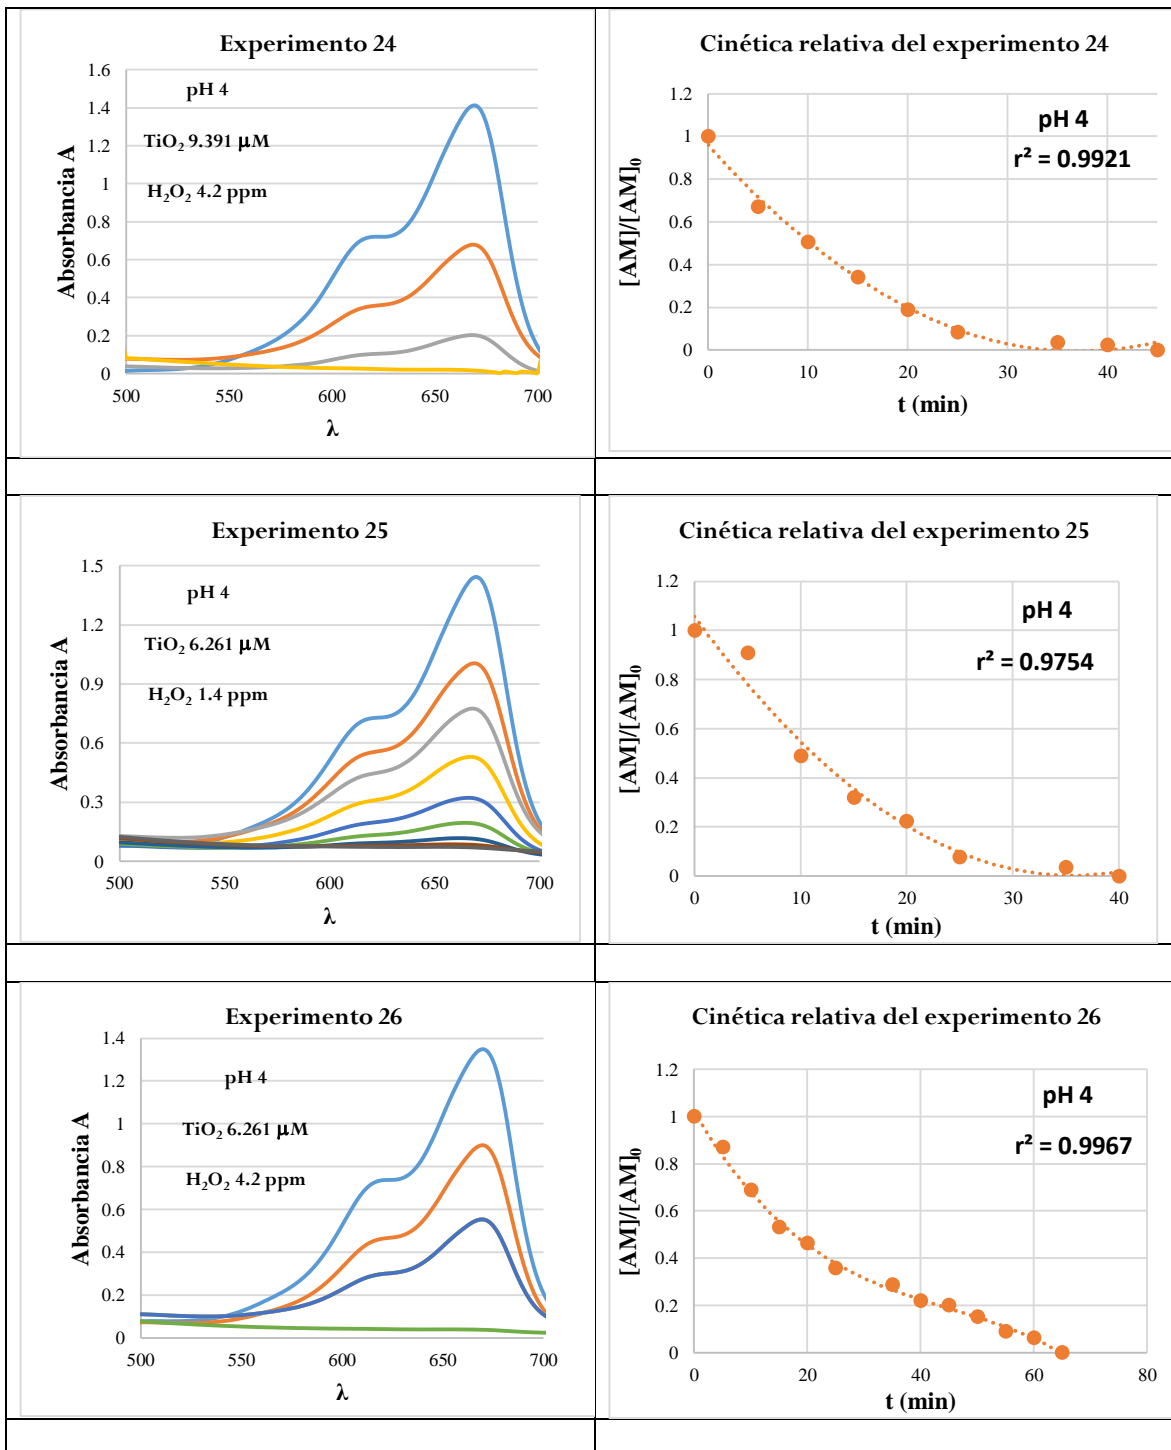 Experimento 24
1.6
1.4
1.2
1
0.8
0.6
0.4
0.2
0
500
550
600
650
700
Absorbancia A
λ
pH 4
TiO₂ 9.391 μM
H₂O₂ 4.2 ppm
Cinética relativa del experimento 24
1.2
1
0.8
0.6
0.4
0.2
0
0
20
40
[AM]/[AM]₀
t (min)
pH 4
r² = 0.9921
Experimento 25
1.5
1.2
0.9
0.6
0.3
0
500
550
600
650
700
Absorbancia A
λ
pH 4
TiO₂ 6.261 μM
H₂O₂ 1.4 ppm
Cinética relativa del experimento 25
1.2
1
0.8
0.6
0.4
0.2
0
0
10
20
30
40
[AM]/[AM]₀
t (min)
pH 4
r² = 0.9754
Experimento 26
1.4
1.2
1
0.8
0.6
0.4
0.2
0
500
550
600
650
700
Absorbancia A
λ
pH 4
TiO₂ 6.261 μM
H₂O₂ 4.2 ppm
Cinética relativa del experimento 26
1.2
1
0.8
0.6
0.4
0.2
0
0
20
40
60
80
[AM]/[AM]₀
t (min)
pH 4
r² = 0.9967